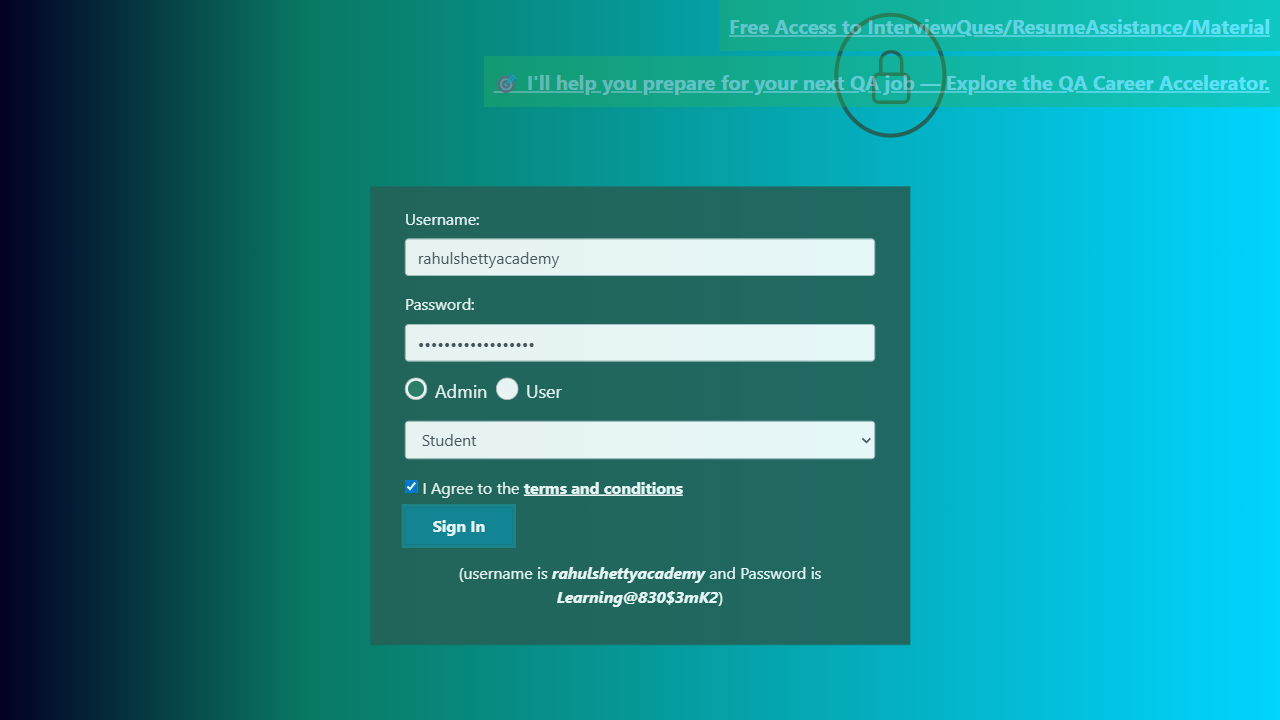 Free Access to InterviewQues/ResumeAssistance/Material
🎯 I'll help you prepare for your next QA job — Explore the QA Career Accelerator.
Username:
rahulshettyacademy
Password:
••••••••••••••••••
Admin User
Student
I Agree to the terms and conditions
Sign In
(username is rahulshettyacademy and Password is
Learning@830$3mK2)